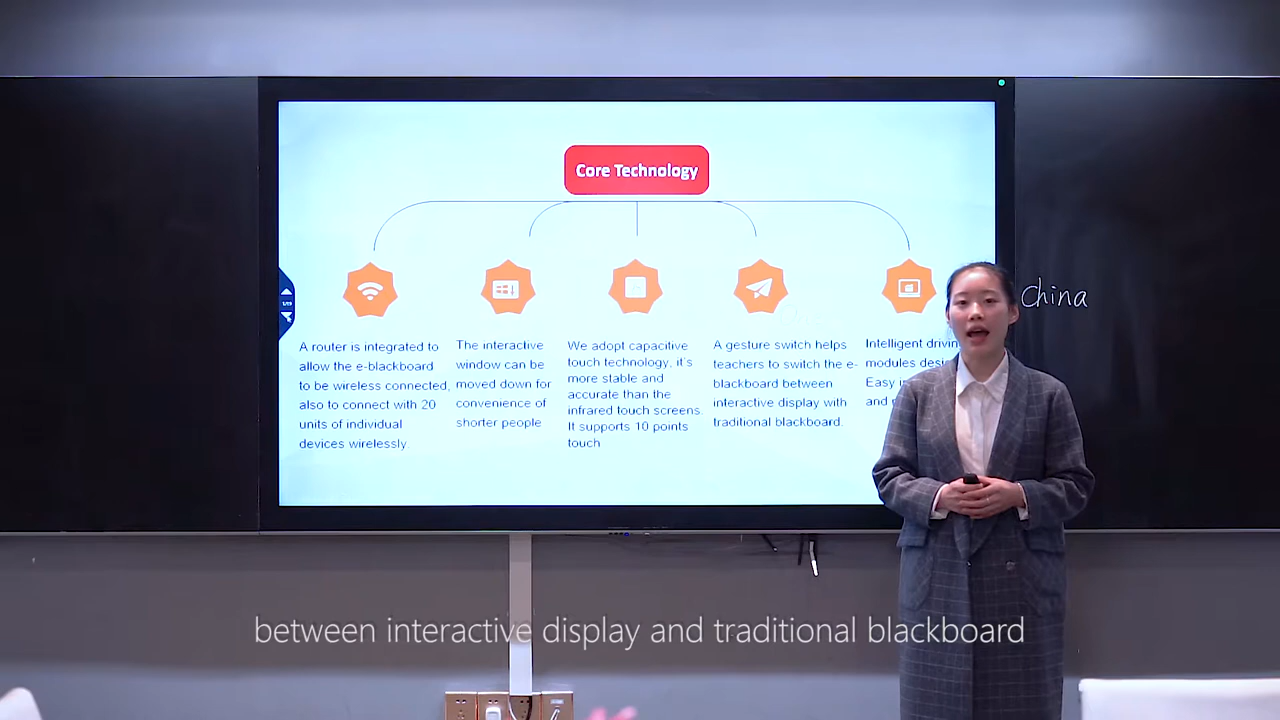 Core Technology
A router is integrated to
allow the e-blackboard
to be wireless connected,
also to connect with 20
units of individual
devices wirelessly.
The interactive
window can be
moved down for
convenience of
shorter people
We adopt capacitive
touch technology, it's
more stable and
accurate than the
infrared touch screens.
It supports 10 points
touch
A gesture switch helps
teachers to switch the e-
blackboard between
interactive display with
traditional blackboard.
Intelligent
modules
Easy
and
China
between interactive display and traditional blackboard